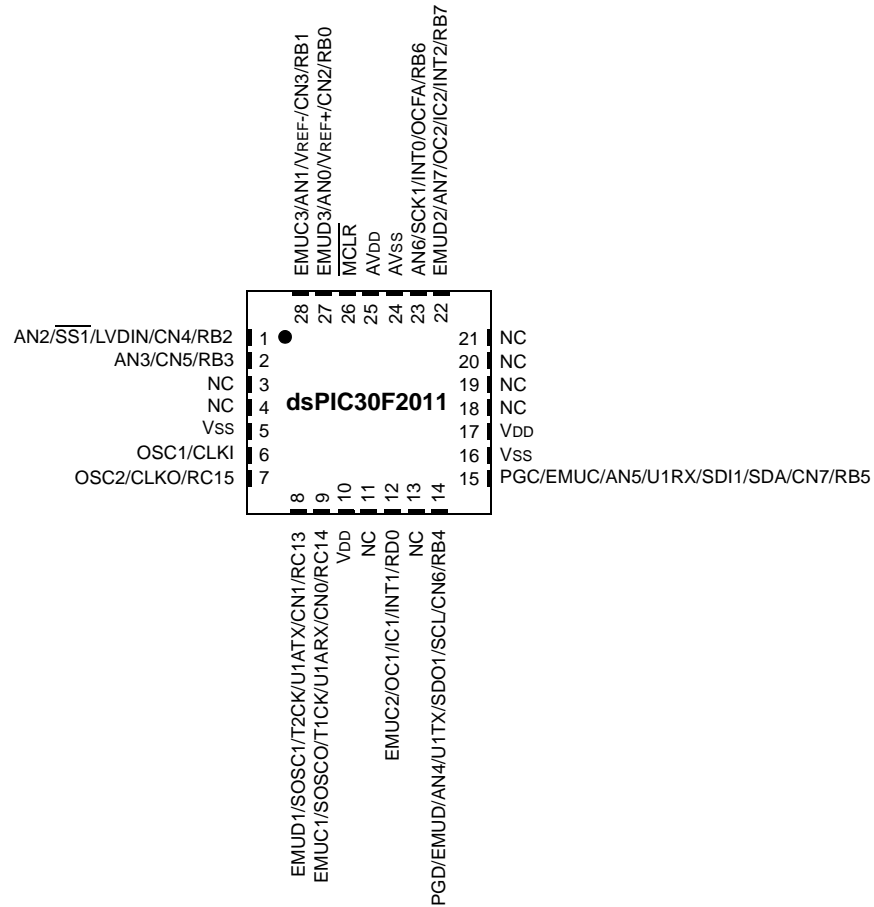 EMUC3/AN1/VREF-/CN3/RB1
EMUD3/AN0/VREF+/CN2/RB0
MCLR
AVDD
AVSS
AN6/SCK1/INT0/OCFA/RB6
EMUD2/AN7/OC2/IC2/INT2/RB7
28 27 26 25 24 23 22
AN2/SS1/LVDIN/CN4/RB2 1
AN3/CN5/RB3 2
NC 3
NC 4
VSS 5
OSC1/CLKI 6
OSC2/CLKO/RC15 7
dsPIC30F2011
21 NC
20 NC
19 NC
18 NC
17 VDD
16 VSS
15 PGC/EMUC/AN5/U1RX/SDI1/SDA/CN7/RB5
8 9 10 11 12 13 14
EMUD1/SOSC1/T2CK/U1ATX/CN1/RC13
EMUC1/SOSCO/T1CK/U1ARX/CN0/RC14
VDD
NC
EMUC2/OC1/IC1/INT1/RD0
NC
PGD/EMUD/AN4/U1TX/SDO1/SCL/CN6/RB4